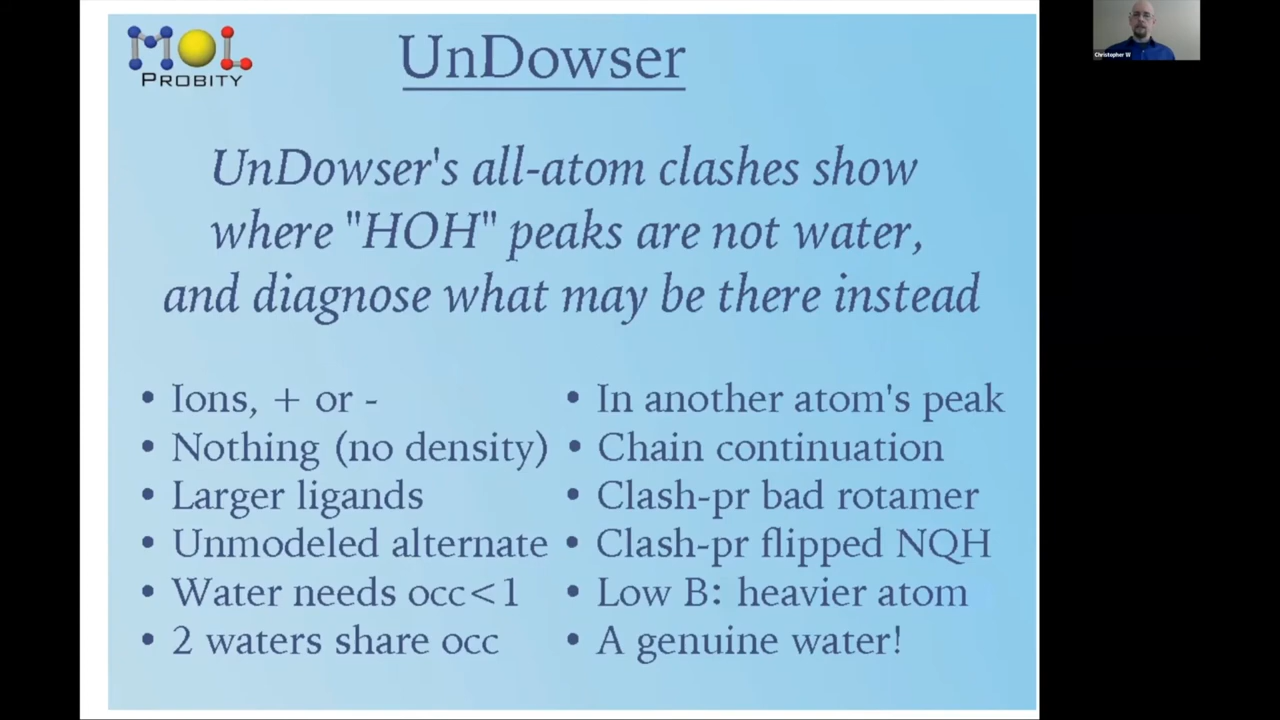 MOL
PROBITY
UnDowser
UnDowser's all-atom clashes show
where "HOH" peaks are not water,
and diagnose what may be there instead
• Ions, + or -
• Nothing (no density)
• Larger ligands
• Unmodeled alternate
• Water needs occ<1
• 2 waters share occ
• In another atom's peak
• Chain continuation
• Clash-pr bad rotamer
• Clash-pr flipped NQH
• Low B: heavier atom
• A genuine water!
Christopher W